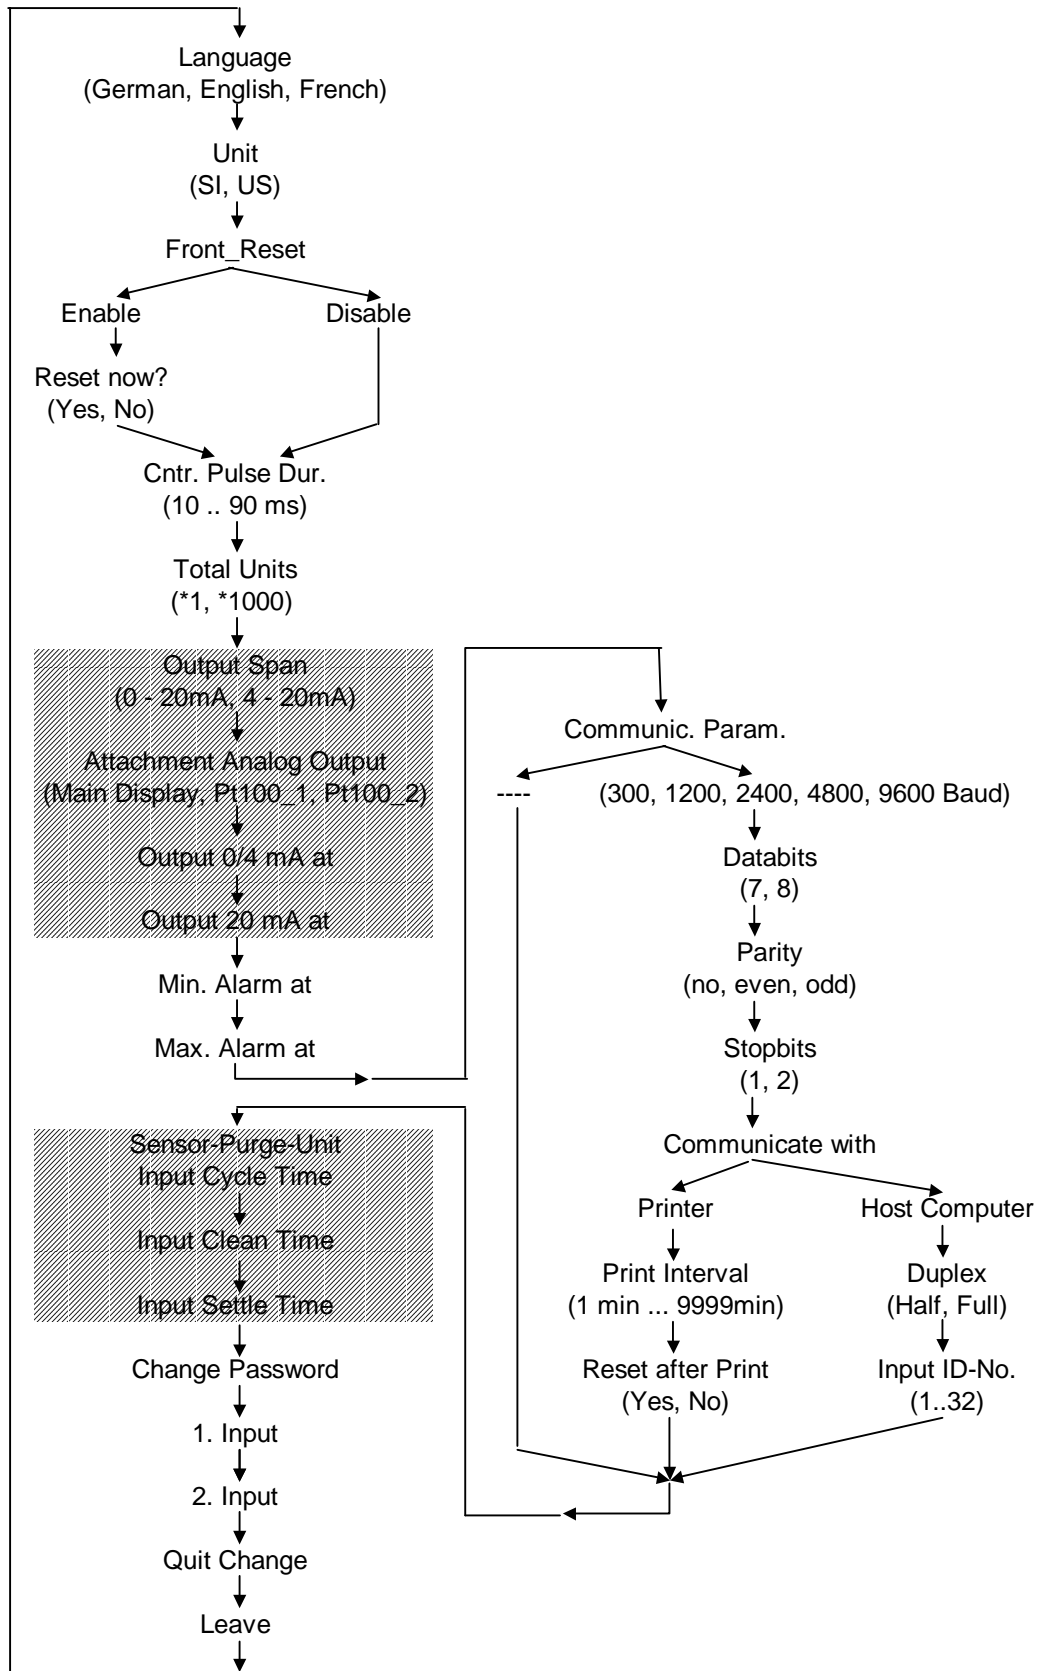 Language
(German, English, French)
Unit
(SI, US)
Front_Reset
Enable
Disable
Reset now?
(Yes, No)
Cntr. Pulse Dur.
(10 .. 90 ms)
Total Units
(*1, *1000)
Output Span
(0 - 20mA, 4 - 20mA)
Attachment Analog Output
(Main Display, Pt100_1, Pt100_2)
Output 0/4 mA at
Output 20 mA at
Min. Alarm at
Max. Alarm at
Communic. Param.
----
(300, 1200, 2400, 4800, 9600 Baud)
Databits
(7, 8)
Parity
(no, even, odd)
Stopbits
(1, 2)
Communicate with
Printer
Host Computer
Print Interval
(1 min ... 9999min)
Duplex
(Half, Full)
Reset after Print
(Yes, No)
Input ID-No.
(1..32)
Sensor-Purge-Unit
Input Cycle Time
Input Clean Time
Input Settle Time
Change Password
1. Input
2. Input
Quit Change
Leave